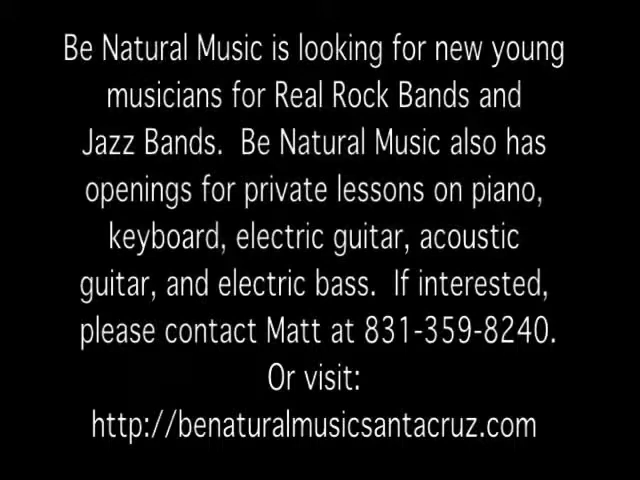 Be Natural Music is looking for new young
musicians for Real Rock Bands and
Jazz Bands.  Be Natural Music also has
openings for private lessons on piano,
keyboard, electric guitar, acoustic
guitar, and electric bass.  If interested,
please contact Matt at 831-359-8240.
Or visit:
http://benaturalmusicsantacruz.com